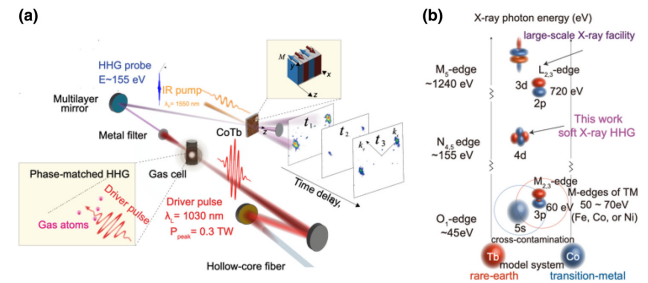 (a)
HHG probe
E~155 eV
IR pump
λc= 1550 nm
M
y
x
z
Multilayer
mirror
Metal filter
CoTb
t1
t2
t3
k
k
Phase-matched HHG
Gas cell
Time delay,
Driver pulse
Gas atoms
Driver pulse
λL= 1030 nm
Ppeak= 0.3 TW
Hollow-core fiber
(b)
X-ray photon energy (eV)
large-scale X-ray facility
M5-edge
~1240 eV
3d
L2,3-edge
720 eV
2p
This work
soft X-ray HHG
N4,5 edge
~155 eV
4d
M2,3-edge
60 eV
3p
5s
M-edges of TM
50 ~ 70eV
(Fe, Co, or Ni)
O1-edge
~45eV
cross-contamination
Tb
model system
Co
rare-earth
transition-metal